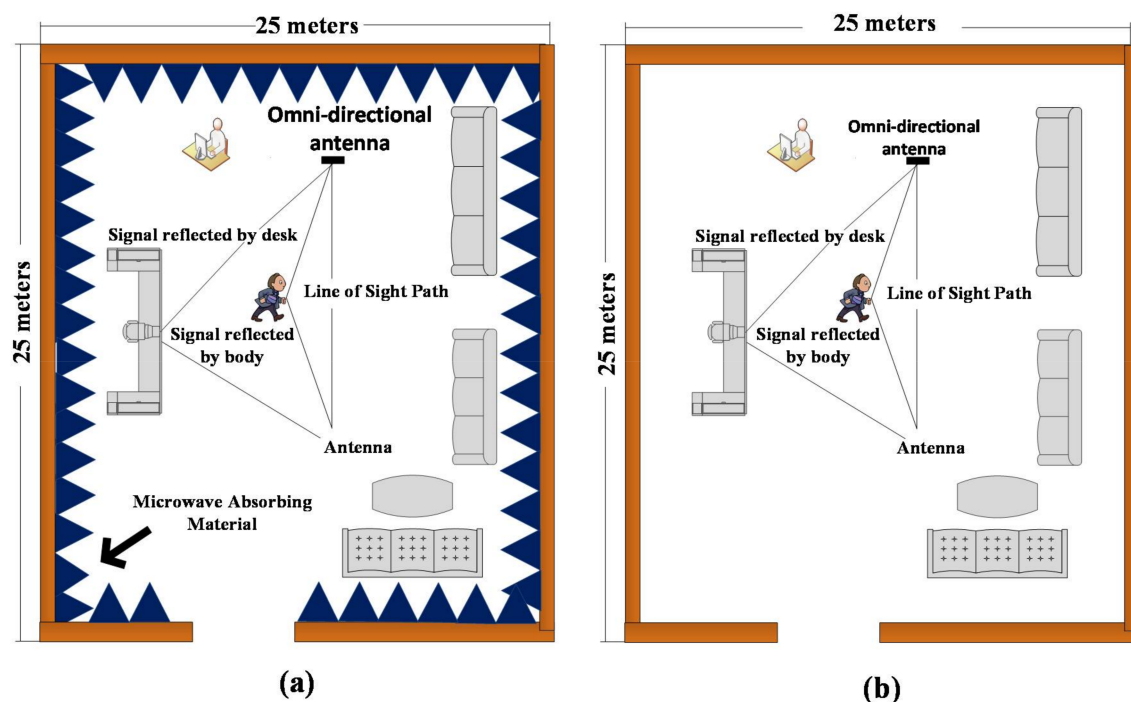 25 meters
Omni-directional
antenna
Signal reflected by desk
Line of Sight Path
Signal reflected
by body
25 meters
Antenna
Microwave Absorbing
Material
(a)
25 meters
Omni-directional
antenna
Signal reflected by desk
Line of Sight Path
Signal reflected
by body
25 meters
Antenna
(b)